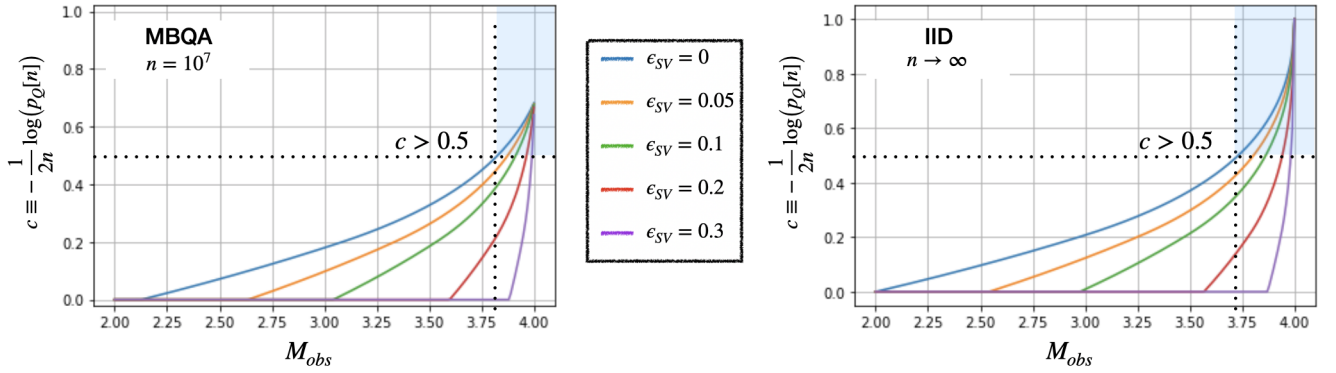 MBQA
n = 10^7
c > 0.5
c ≡ − 1/2n log(p_Q[n])
1.0
0.8
0.6
0.4
0.2
0.0
2.00 2.25 2.50 2.75 3.00 3.25 3.50 3.75 4.00
M_obs
ϵ_SV = 0
ϵ_SV = 0.05
ϵ_SV = 0.1
ϵ_SV = 0.2
ϵ_SV = 0.3
IID
n → ∞
c > 0.5
c ≡ − 1/2n log(p_Q[n])
1.0
0.8
0.6
0.4
0.2
0.0
2.00 2.25 2.50 2.75 3.00 3.25 3.50 3.75 4.00
M_obs